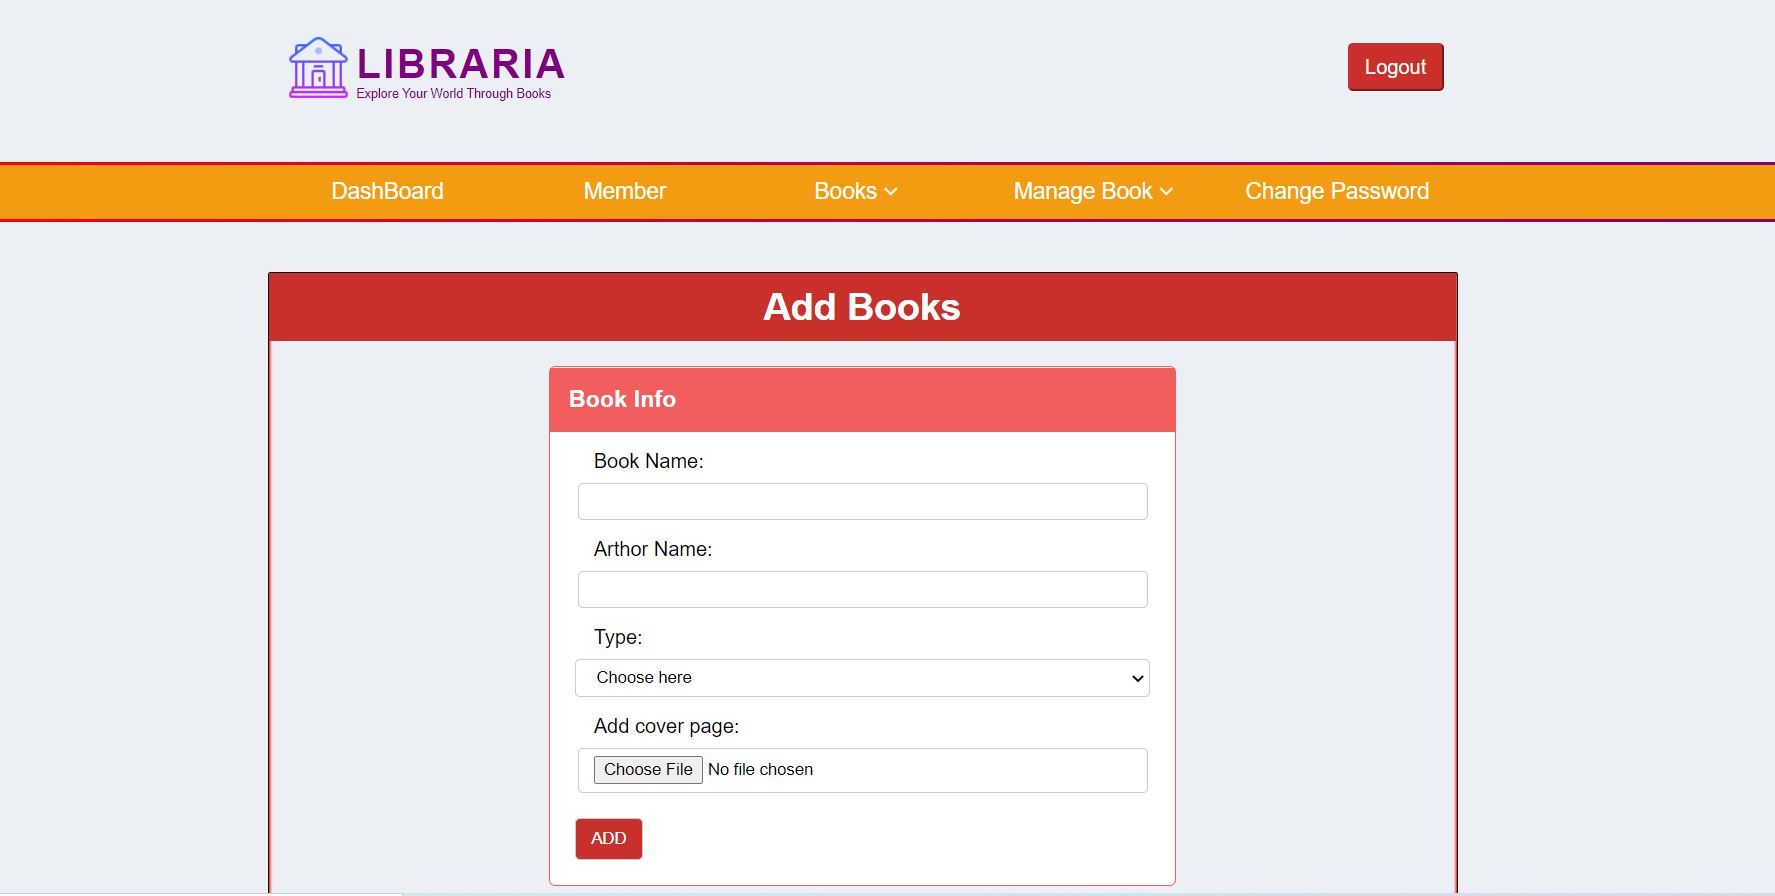 LIBRARIA
Explore Your World Through Books
Logout
DashBoard Member Books Manage Book Change Password
Add Books
Book Info
Book Name:
Arthor Name:
Type:
Choose here
Add cover page:
Choose File No file chosen
ADD